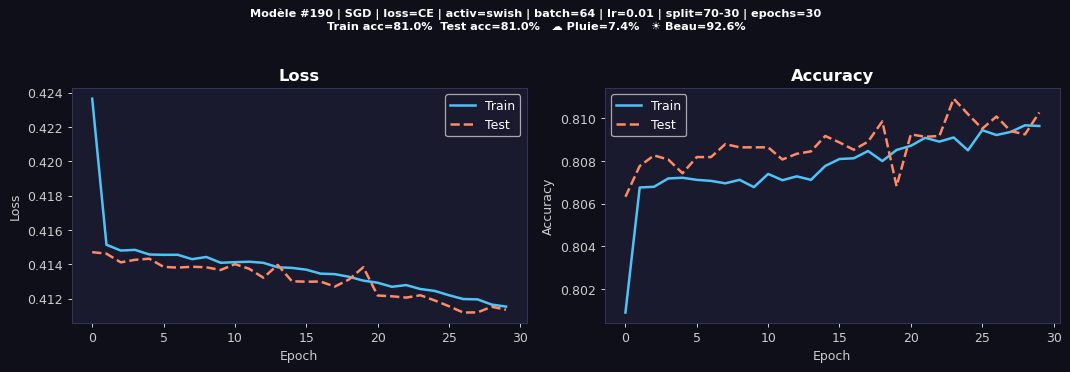 Modèle #190 | SGD | loss=CE | activ=swish | batch=64 | lr=0.01 | split=70-30 | epochs=30
Train acc=81.0%  Test acc=81.0%   ☁ Pluie=7.4%   ☀ Beau=92.6%
Loss
0.424
0.422
0.420
0.418
0.416
0.414
0.412
Loss
Train
Test
0
5
10
15
20
25
30
Epoch
Accuracy
0.810
0.808
0.806
0.804
0.802
Accuracy
Train
Test
0
5
10
15
20
25
30
Epoch